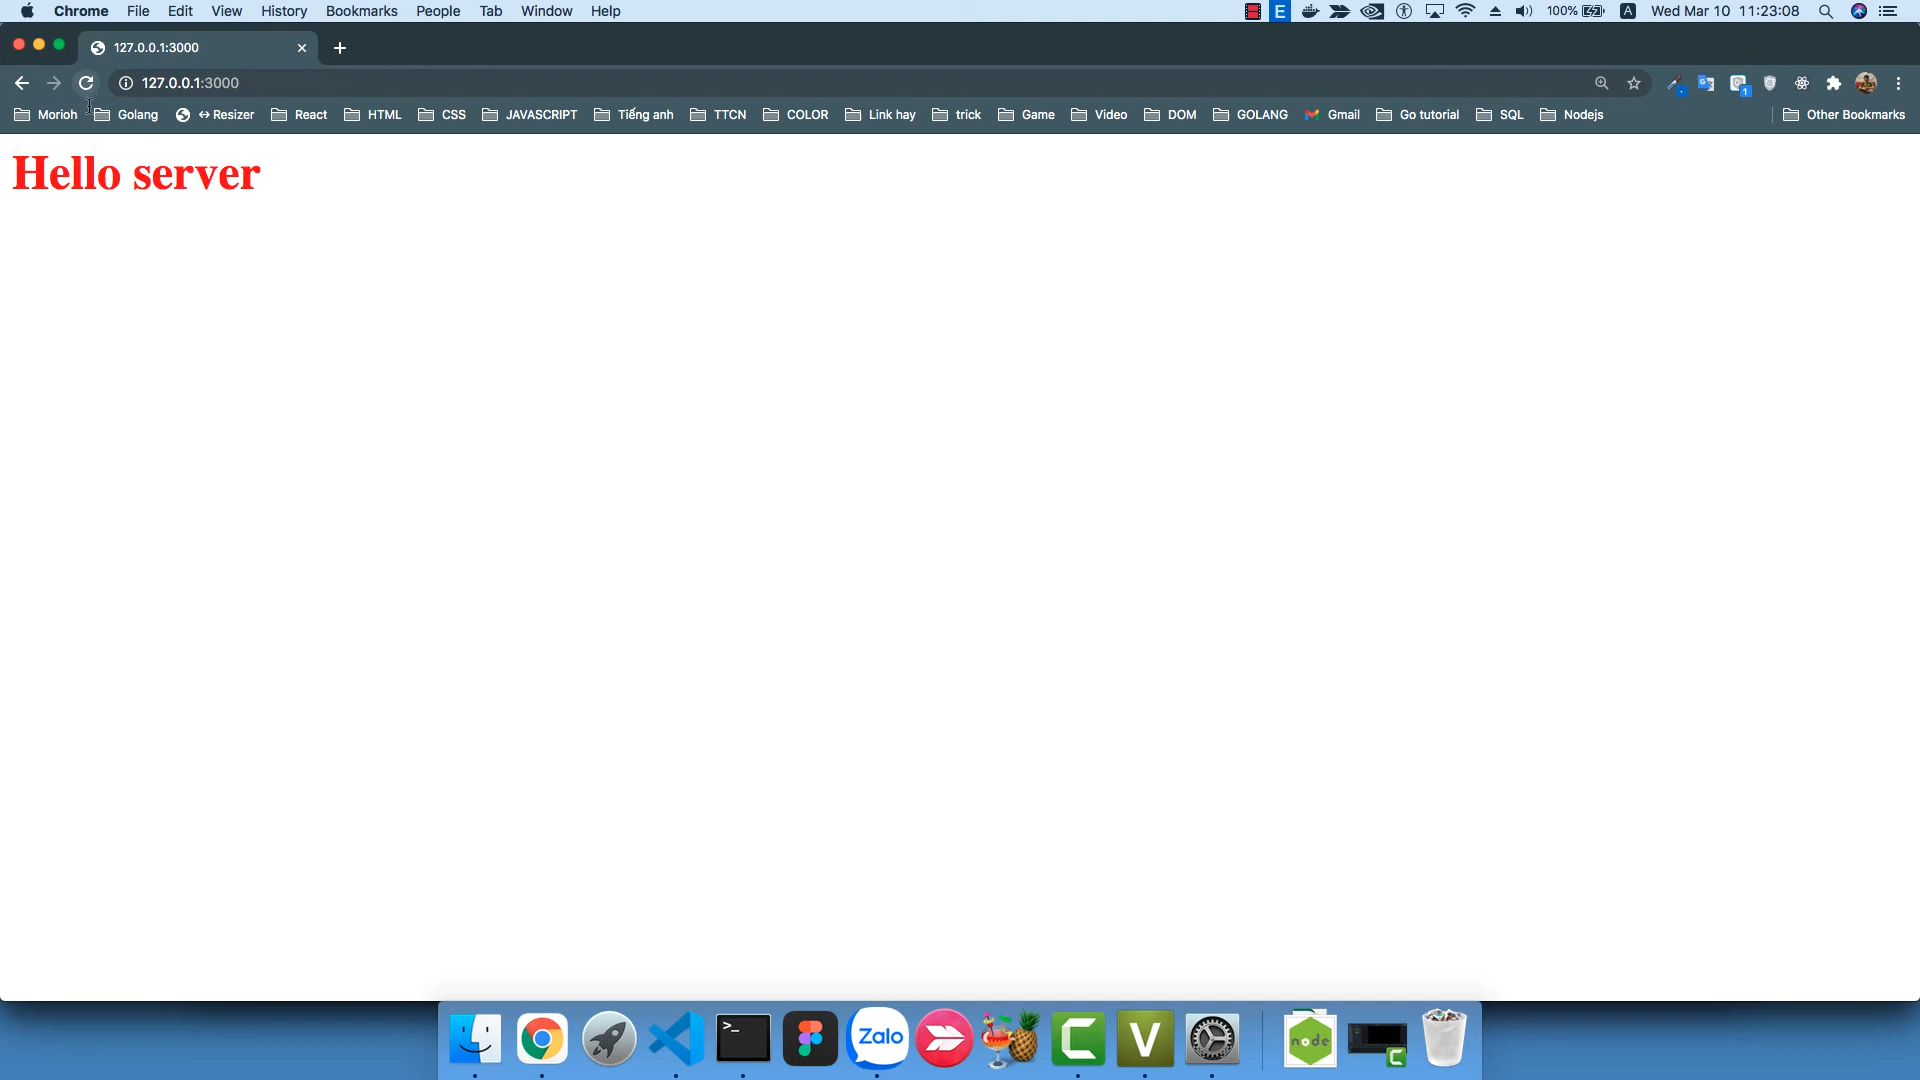 Chrome File Edit View History Bookmarks People Tab Window Help
E 100% A Wed Mar 10 11:23:08
127.0.0.1:3000
127.0.0.1:3000 1
Morioh Golang ↔ Resizer React HTML CSS JAVASCRIPT Tiếng anh TTCN COLOR Link hay trick Game Video DOM GOLANG Gmail Go tutorial SQL Nodejs Other Bookmarks
Hello server
>_ Zalo C V node C